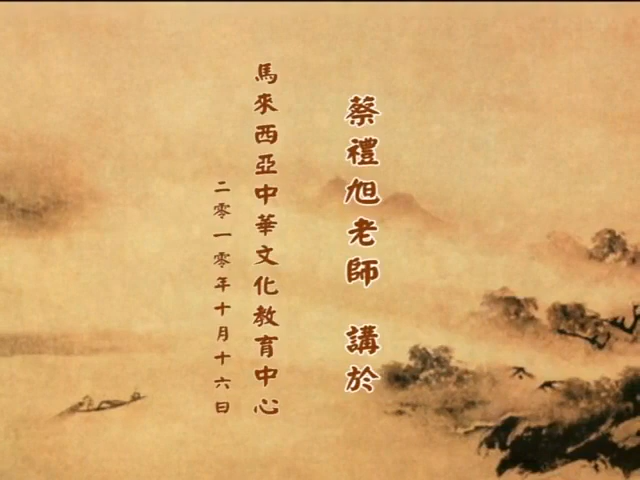 蔡禮旭老師 講於
馬來西亞中華文化教育中心
二零一零年十月十六日